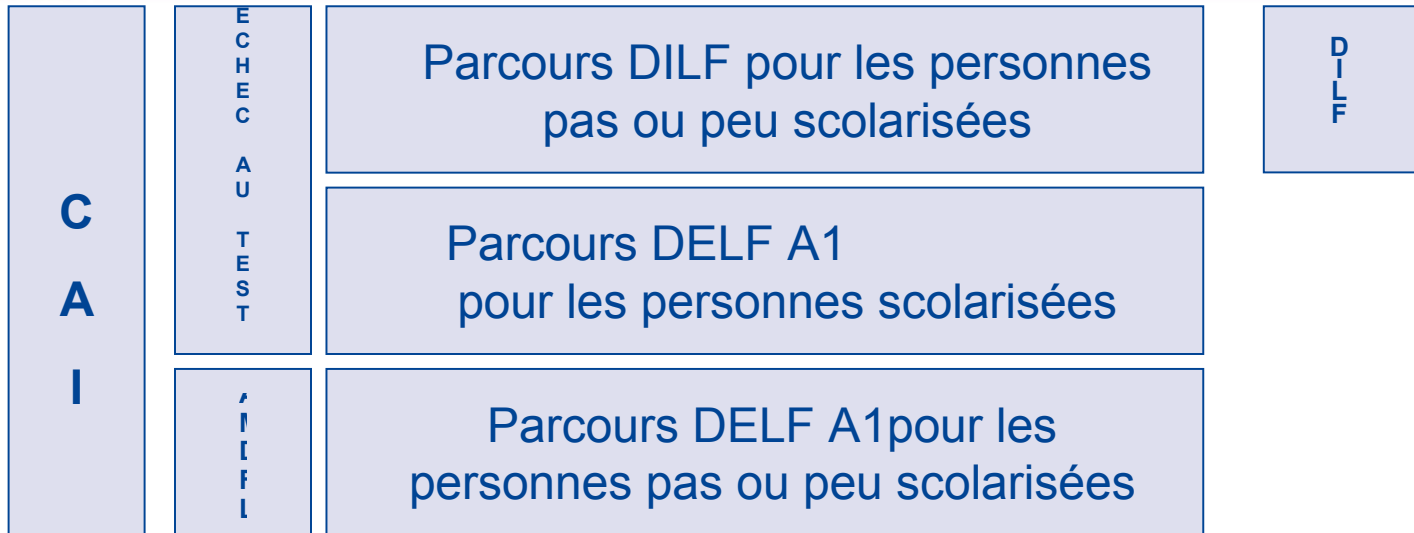 CAI
ECHEC AU TEST
Parcours DILF pour les personnes
pas ou peu scolarisées
DILF
Parcours DELF A1
pour les personnes scolarisées
Parcours DELF A1pour les
personnes pas ou peu scolarisées